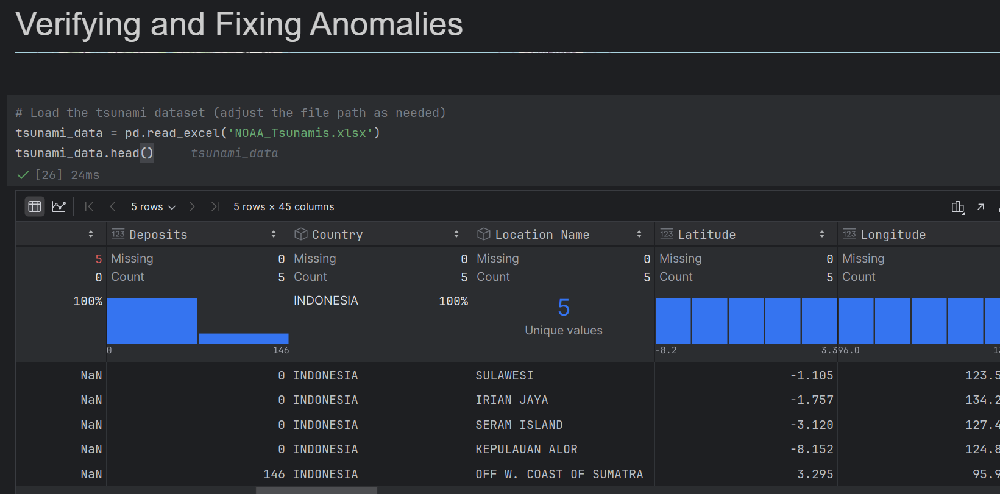 Verifying and Fixing Anomalies
# Load the tsunami dataset (adjust the file path as needed)
tsunami_data = pd.read_excel('NOAA_Tsunamis.xlsx')
tsunami_data.head() tsunami_data
[26] 24ms
5 rows 5 rows × 45 columns
123 Deposits Country Location Name 123 Latitude 123 Longitude
5 Missing 0 Missing 0 Missing 0 Missing 0 Missing
0 Count 5 Count 5 Count 5 Count 5 Count
100% INDONESIA 100% 5
Unique values
0 146 -8.2 3.3 96.0
NaN 0 INDONESIA SULAWESI -1.105 123.5
NaN 0 INDONESIA IRIAN JAYA -1.757 134.2
NaN 0 INDONESIA SERAM ISLAND -3.120 127.4
NaN 0 INDONESIA KEPULAUAN ALOR -8.152 124.8
NaN 146 INDONESIA OFF W. COAST OF SUMATRA 3.295 95.9